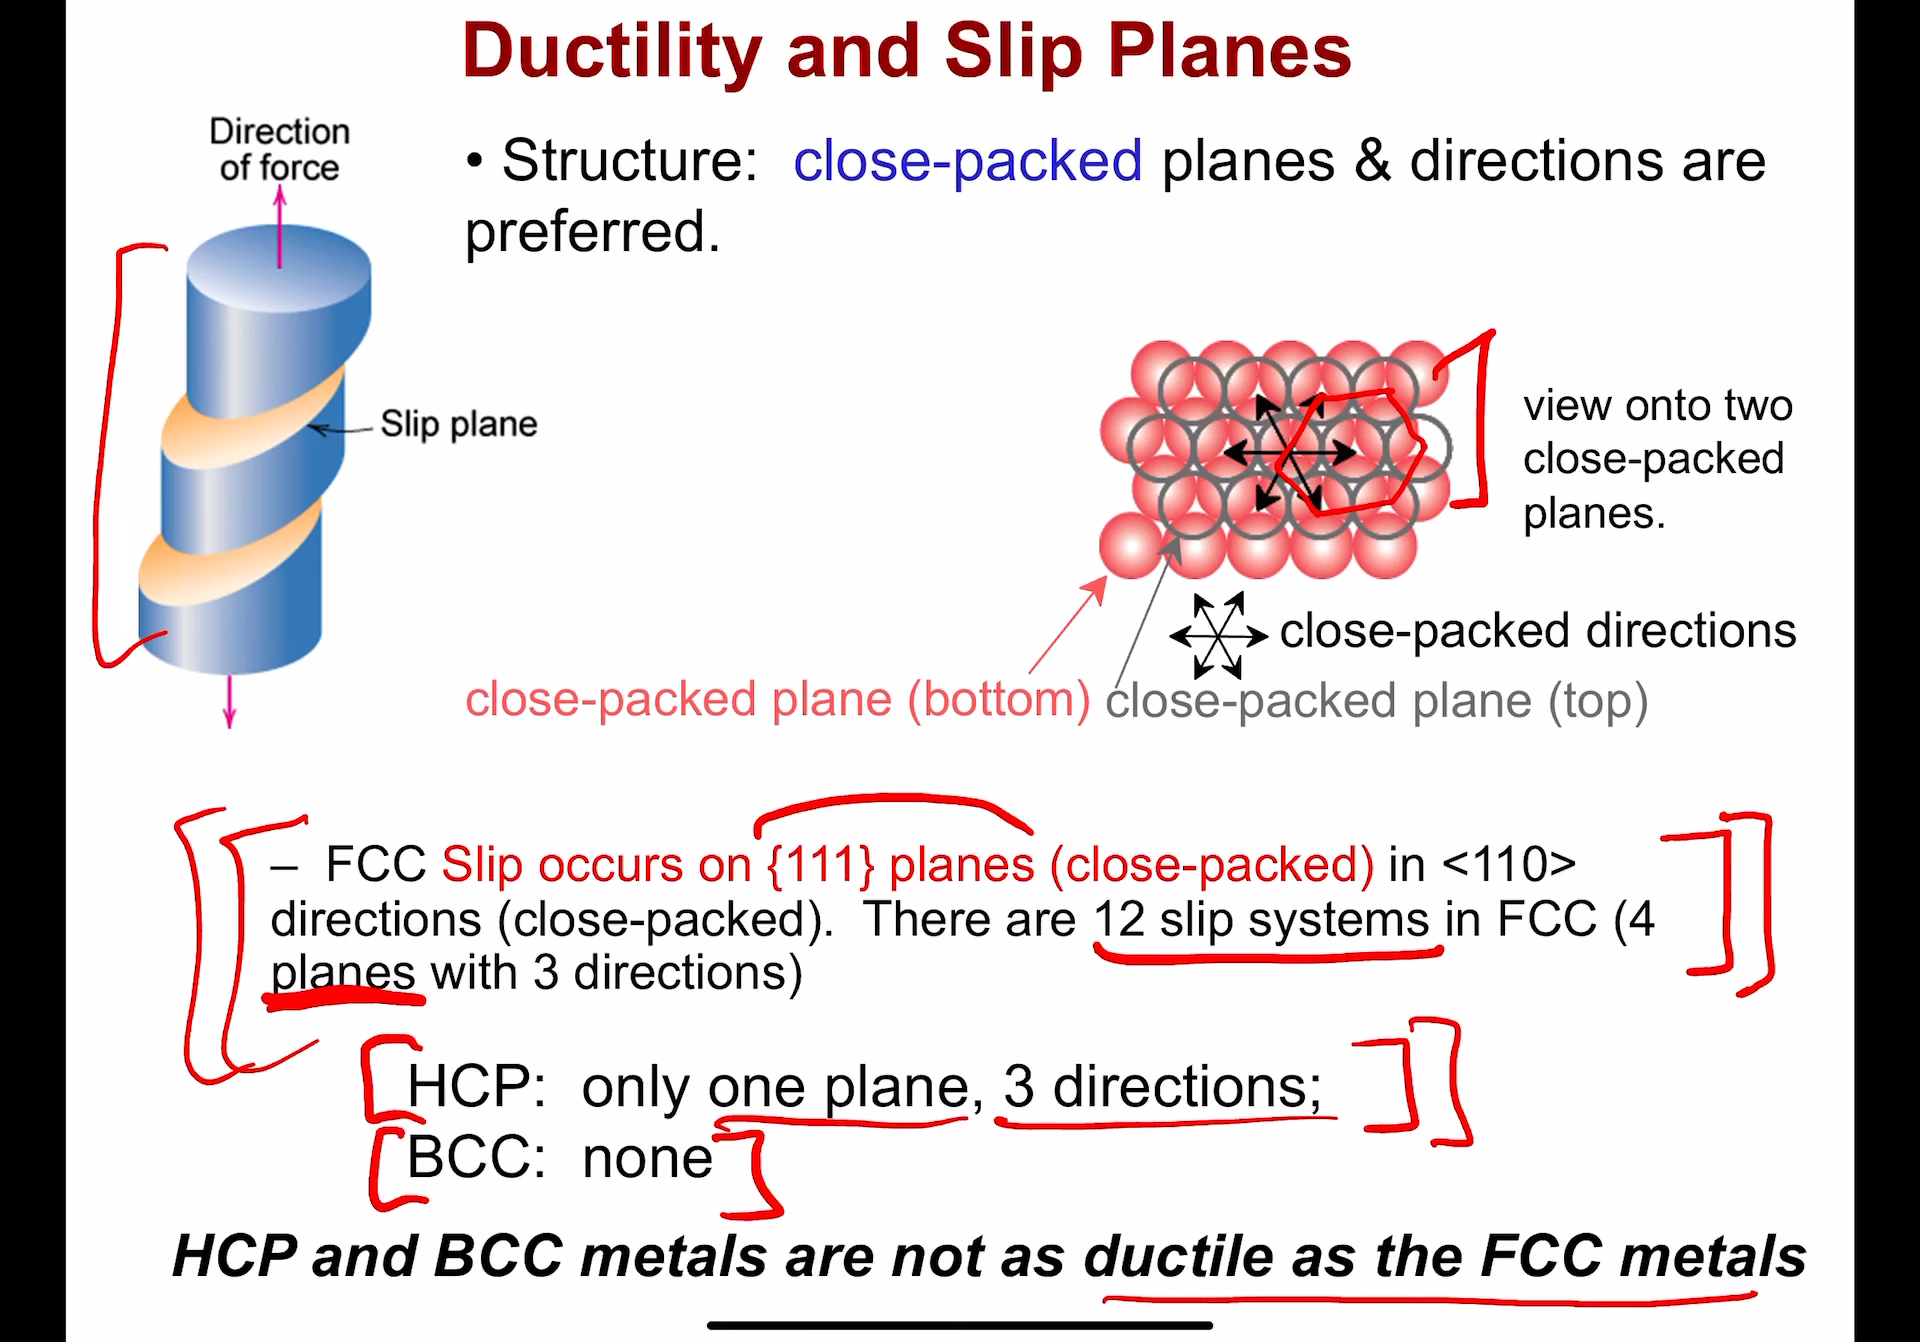 Ductility and Slip Planes
Direction
of force
• Structure: close-packed planes & directions are
preferred.
Slip plane
view onto two
close-packed
planes.
close-packed directions
close-packed plane (bottom)
close-packed plane (top)
– FCC Slip occurs on {111} planes (close-packed) in <110>
directions (close-packed). There are 12 slip systems in FCC (4
planes with 3 directions)
HCP: only one plane, 3 directions;
BCC: none
HCP and BCC metals are not as ductile as the FCC metals